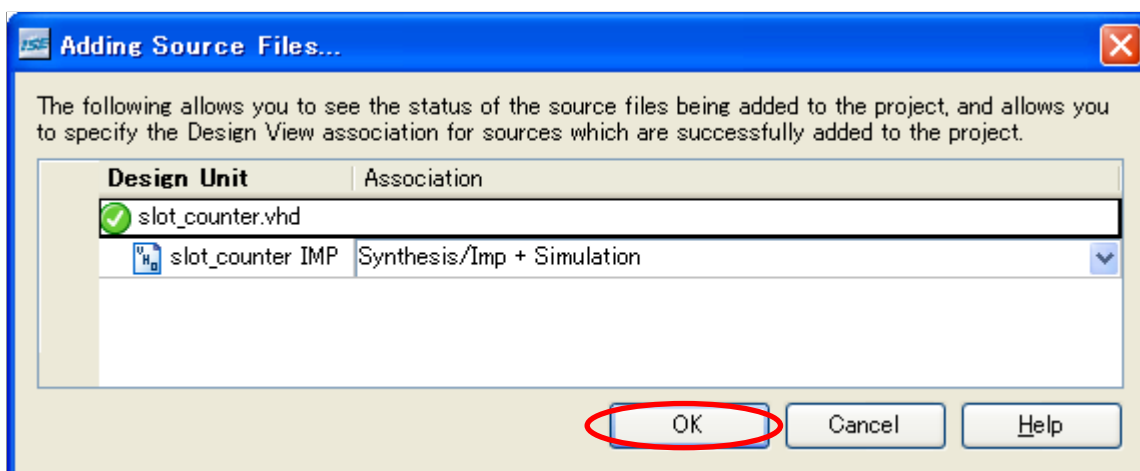 ISE Adding Source Files...
The following allows you to see the status of the source files being added to the project, and allows you
to specify the Design View association for sources which are successfully added to the project.
Design Unit Association
slot_counter.vhd
VHD slot_counter IMP Synthesis/Imp + Simulation
OK Cancel Help